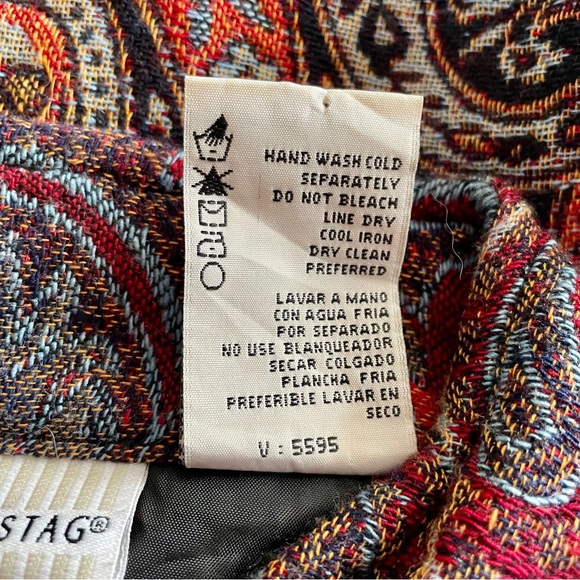 HAND WASH COLD
SEPARATELY
DO NOT BLEACH
LINE DRY
COOL IRON
DRY CLEAN
PREFERRED
LAVAR A MANO
CON AGUA FRIA
POR SEPARADO
NO USE BLANQUEADOR
SECAR COLGADO
PLANCHA FRIA
PREFERIBLE LAVAR EN
SECO
V : 5595
STAG®